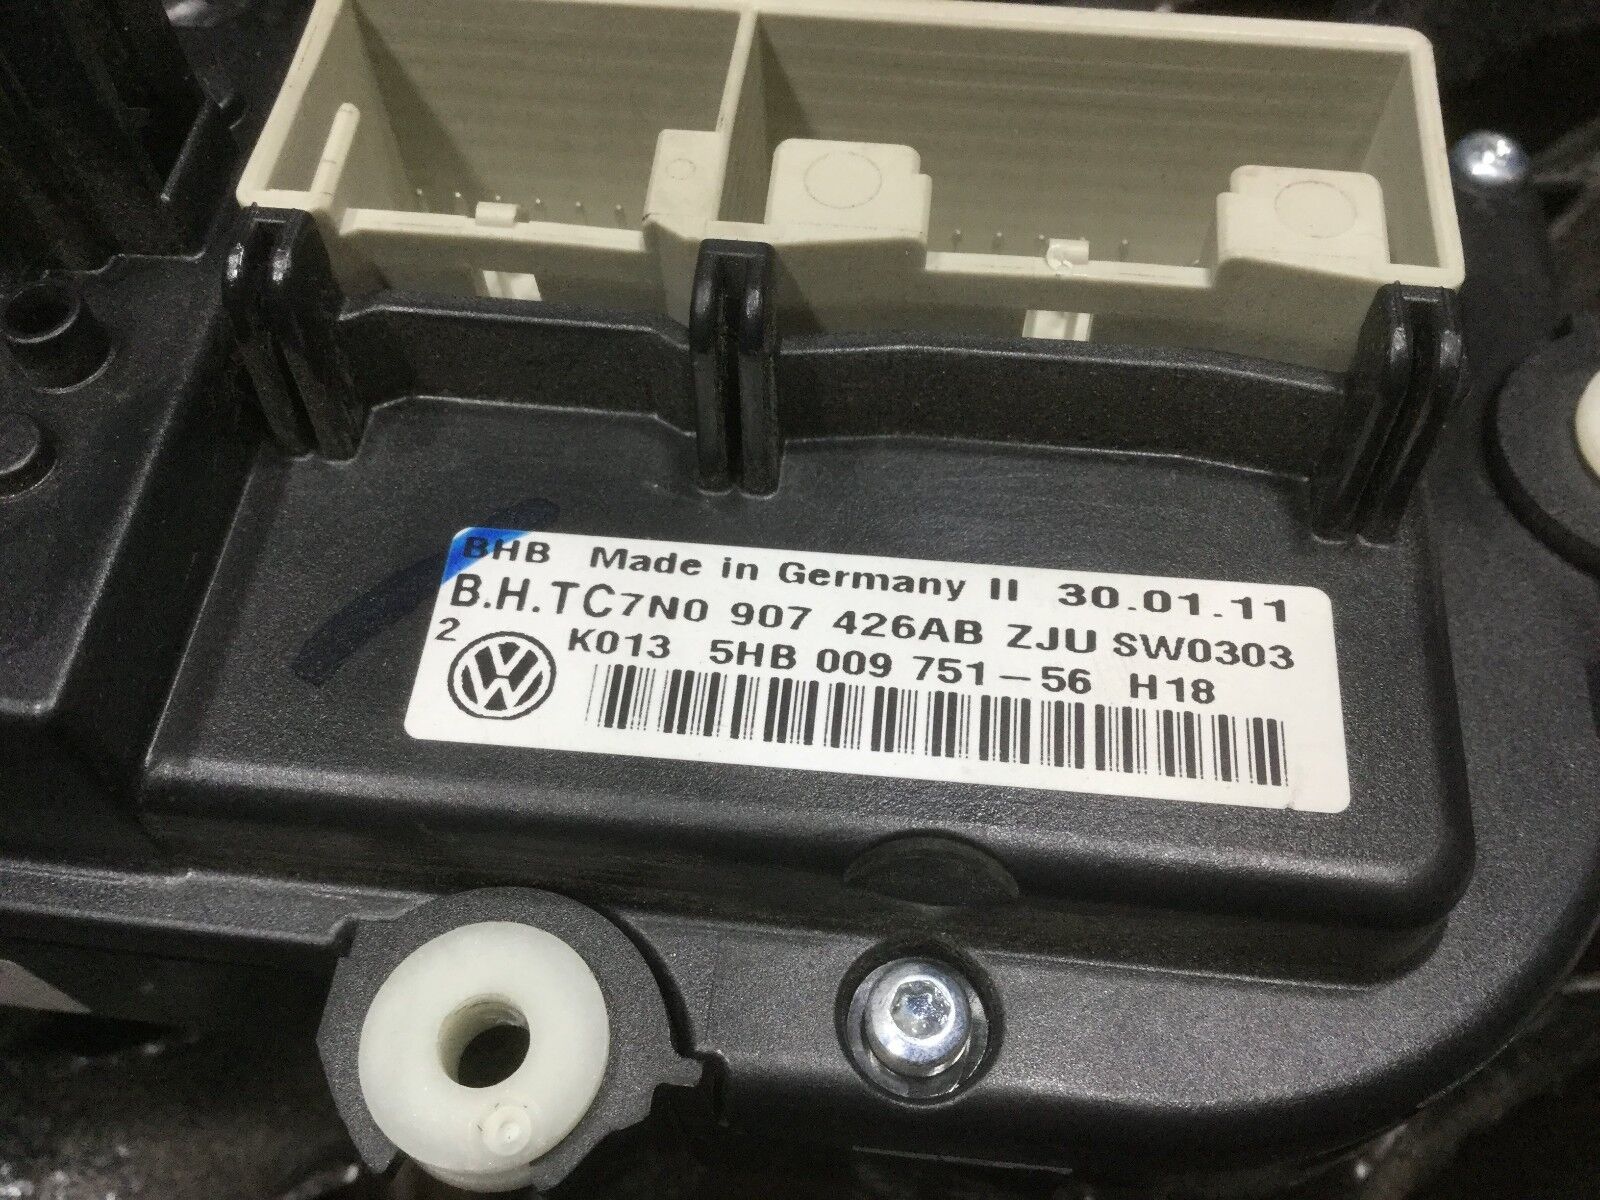 BHB Made in Germany II 30.01.11
B.H.TC7N0 907 426AB ZJU SW0303
2 K013 5HB 009 751-56 H18